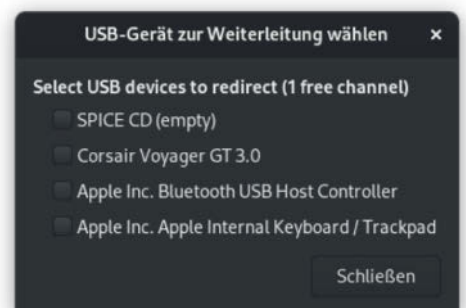 USB-Gerät zur Weiterleitung wählen ×
Select USB devices to redirect (1 free channel)
SPICE CD (empty)
Corsair Voyager GT 3.0
Apple Inc. Bluetooth USB Host Controller
Apple Inc. Apple Internal Keyboard / Trackpad
Schließen